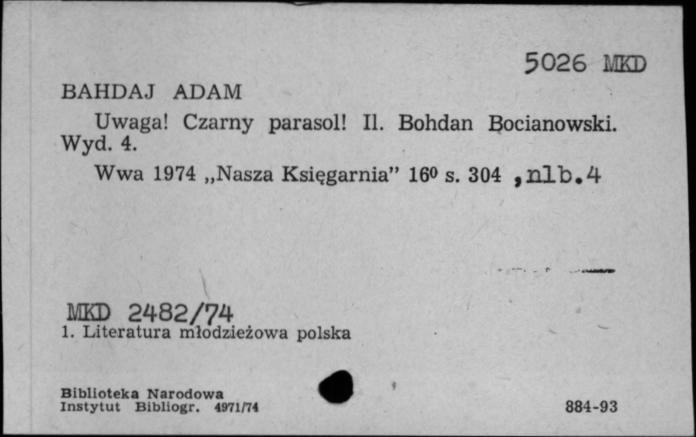 5026 MKD
BAHDAJ ADAM
Uwaga! Czarny parasol! Il. Bohdan Bocianowski.
Wyd. 4.
Wwa 1974 „Nasza Księgarnia” 16⁰ s. 304 ,nlb.4
MKD 2482/74
1. Literatura młodzieżowa polska
Biblioteka Narodowa
Instytut Bibliogr. 4971/74
884-93